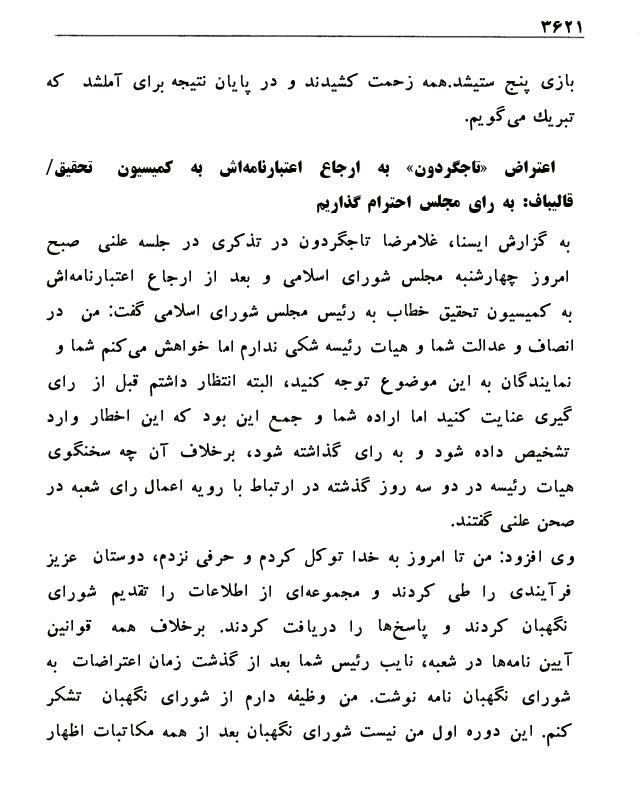 ۳۶۲۱
بازی پنج ستیشد.همه زحمت کشیدند و در پایان نتیجه برای آملشد که
تبریك می‌گویم.
اعتراض «تاجگردون» به ارجاع اعتبارنامه‌اش به کمیسیون تحقیق/
قالیباف: به رای مجلس احترام گذاریم
به گزارش ایسنا، غلامرضا تاجگردون در تذکری در جلسه علنی صبح
امروز چهارشنبه مجلس شورای اسلامی و بعد از ارجاع اعتبارنامه‌اش
به کمیسیون تحقیق خطاب به رئیس مجلس شورای اسلامی گفت: من در
انصاف و عدالت شما و هیات رئیسه شکی ندارم اما خواهش می‌کنم شما و
نمایندگان به این موضوع توجه کنید، البته انتظار داشتم قبل از رای
گیری عنایت کنید اما اراده شما و جمع این بود که این اخطار وارد
تشخیص داده شود و به رای گذاشته شود، برخلاف آن چه سخنگوی
هیات رئیسه در دو سه روز گذشته در ارتباط با رویه اعمال رای شعبه در
صحن علنی گفتند.
وی افزود: من تا امروز به خدا توکل کردم و حرفی نزدم، دوستان عزیز
فرآیندی را طی کردند و مجموعه‌ای از اطلاعات را تقدیم شورای
نگهبان کردند و پاسخ‌ها را دریافت کردند. برخلاف همه قوانین
آیین نامه‌ها در شعبه، نایب رئیس شما بعد از گذشت زمان اعتراضات به
شورای نگهبان نامه نوشت. من وظیفه دارم از شورای نگهبان تشکر
کنم. این دوره اول من نیست شورای نگهبان بعد از همه مکاتبات اظهار